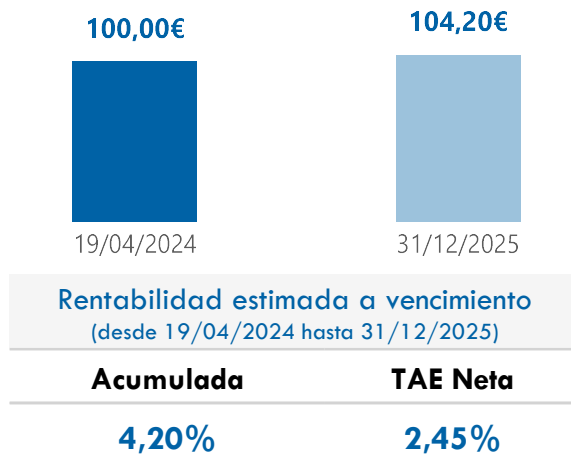 100,00€
104,20€
19/04/2024
31/12/2025
Rentabilidad estimada a vencimiento
(desde 19/04/2024 hasta 31/12/2025)
Acumulada
TAE Neta
4,20%
2,45%